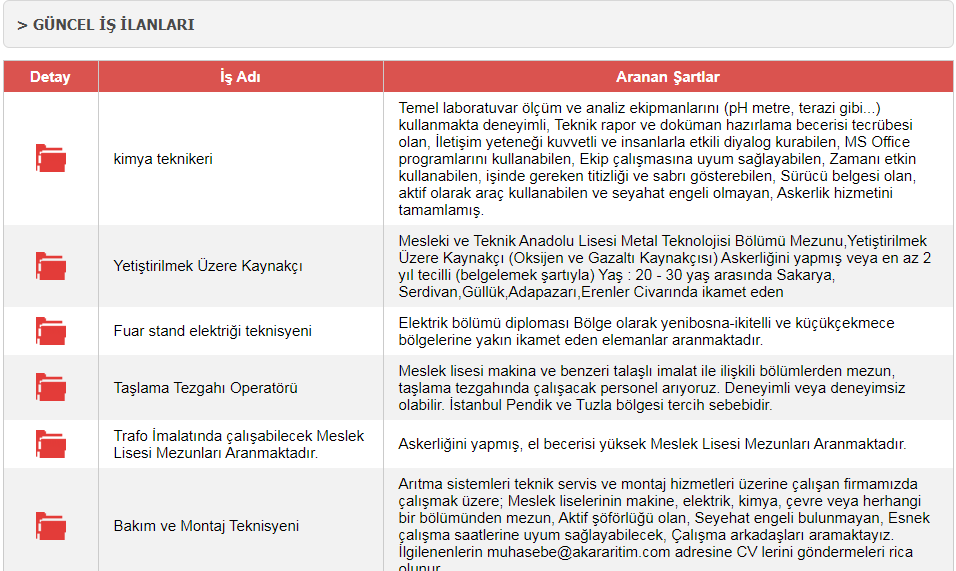 > GÜNCEL İŞ İLANLARI
Detay İş Adı Aranan Şartlar
kimya teknikeri
Temel laboratuvar ölçüm ve analiz ekipmanlarını (pH metre, terazi gibi...)
kullanmakta deneyimli, Teknik rapor ve doküman hazırlama becerisi tecrübesi
olan, İletişim yeteneği kuvvetli ve insanlarla etkili diyalog kurabilen, MS Office
programlarını kullanabilen, Ekip çalışmasına uyum sağlayabilen, Zamanı etkin
kullanabilen, işinde gereken titizliği ve sabrı gösterebilen, Sürücü belgesi olan,
aktif olarak araç kullanabilen ve seyahat engeli olmayan, Askerlik hizmetini
tamamlamış.
Yetiştirilmek Üzere Kaynakçı
Mesleki ve Teknik Anadolu Lisesi Metal Teknolojisi Bölümü Mezunu,Yetiştirilmek
Üzere Kaynakçı (Oksijen ve Gazaltı Kaynakçısı) Askerliğini yapmış veya en az 2
yıl tecilli (belgelemek şartıyla) Yaş : 20 - 30 yaş arasında Sakarya,
Serdivan,Güllük,Adapazarı,Erenler Civarında ikamet eden
Fuar stand elektriği teknisyeni
Elektrik bölümü diploması Bölge olarak yenibosna-ikitelli ve küçükçekmece
bölgelerine yakın ikamet eden elemanlar aranmaktadır.
Taşlama Tezgahı Operatörü
Meslek lisesi makina ve benzeri talaşlı imalat ile ilişkili bölümlerden mezun,
taşlama tezgahında çalışacak personel arıyoruz. Deneyimli veya deneyimsiz
olabilir. İstanbul Pendik ve Tuzla bölgesi tercih sebebidir.
Trafo İmalatında çalışabilecek Meslek
Lisesi Mezunları Aranmaktadır.
Askerliğini yapmış, el becerisi yüksek Meslek Lisesi Mezunları Aranmaktadır.
Bakım ve Montaj Teknisyeni
Arıtma sistemleri teknik servis ve montaj hizmetleri üzerine çalışan firmamızda
çalışmak üzere; Meslek liselerinin makine, elektrik, kimya, çevre veya herhangi
bir bölümünden mezun, Aktif şöförlüğü olan, Seyehat engeli bulunmayan, Esnek
çalışma saatlerine uyum sağlayabilecek, Çalışma arkadaşları aramaktayız.
İlgilenenlerin muhasebe@akararitim.com adresine CV lerini göndermeleri rica
olunur.